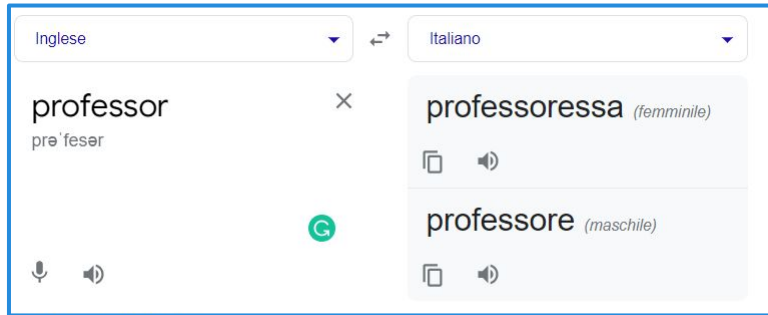 Inglese
Italiano
professor
prəˈfesər
professoressa (femminile)
professore (maschile)